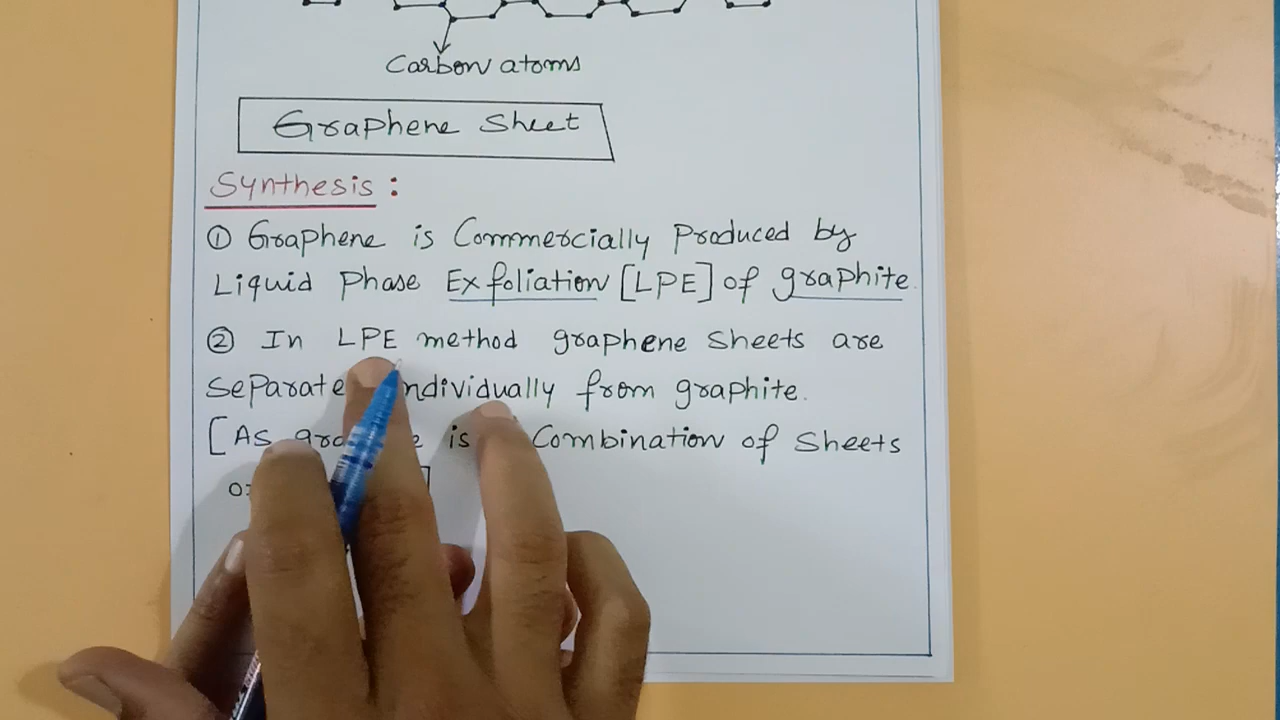 Carbon atoms
Graphene Sheet
Synthesis :
① Graphene is Commercially Produced by
Liquid Phase Exfoliation [LPE] of graphite.
② In LPE method graphene Sheets are
Separate individually from graphite.
[As is Combination of Sheets
]